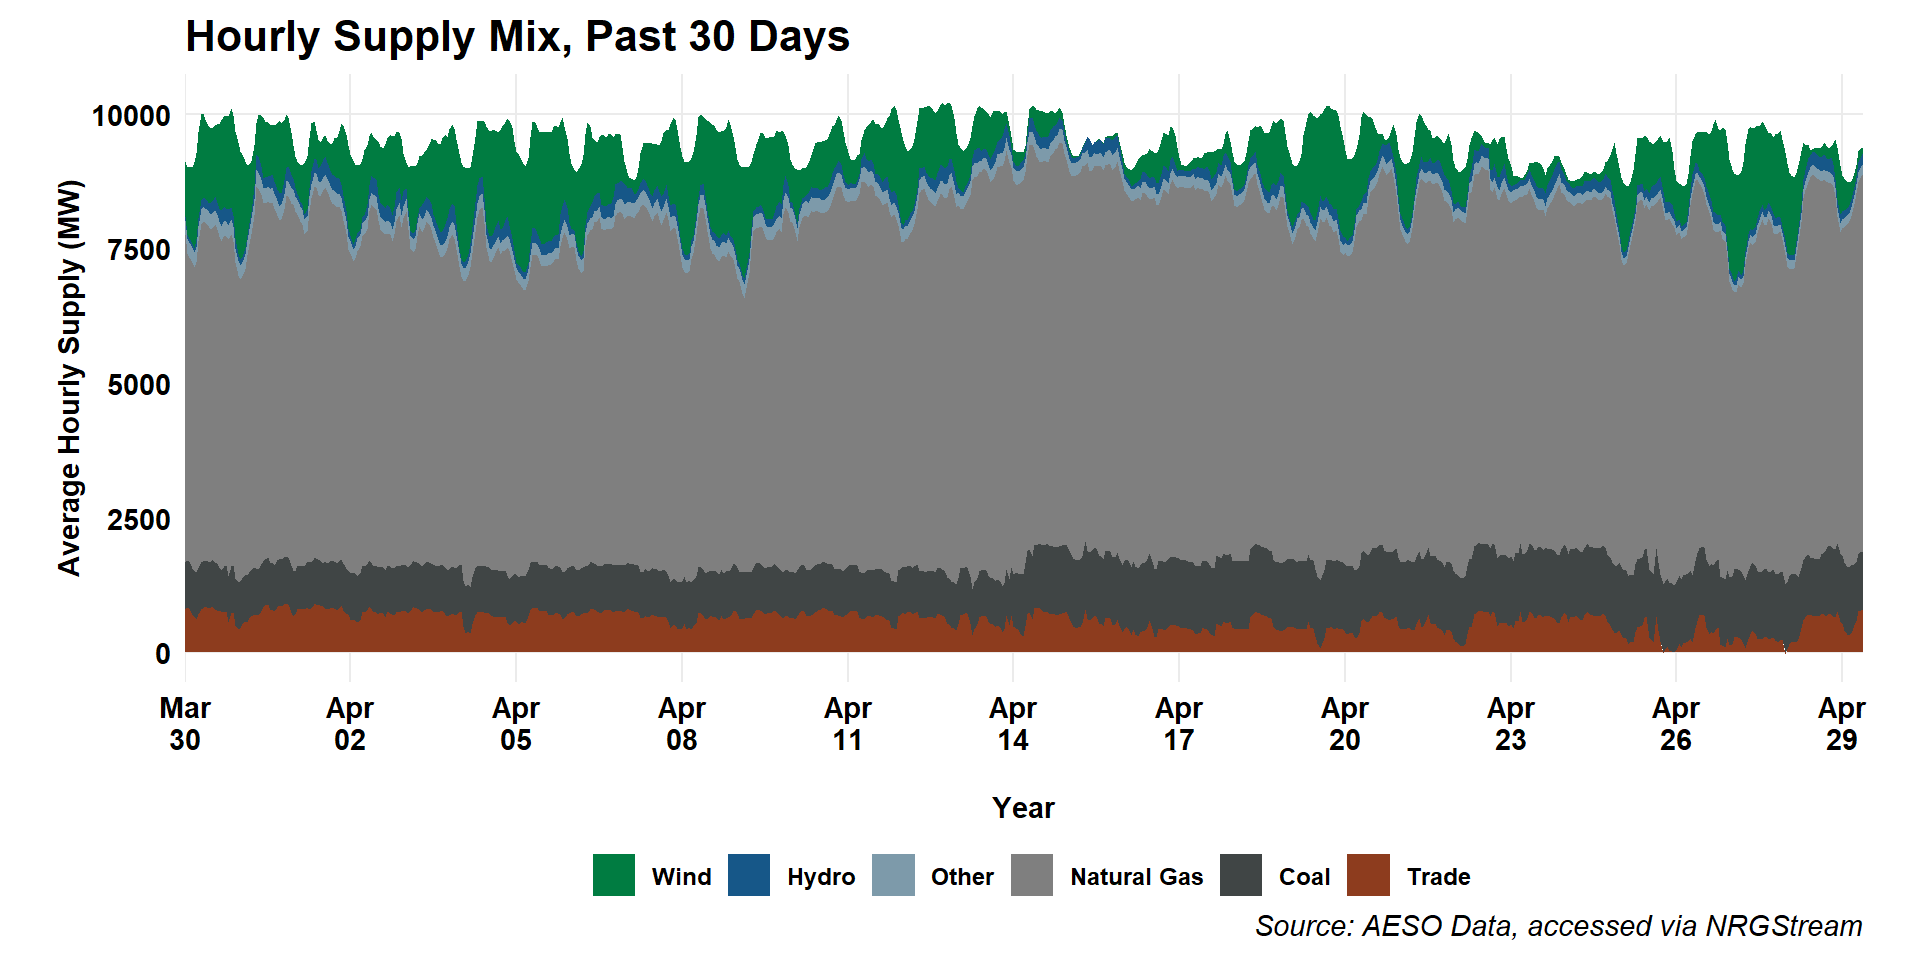 Hourly Supply Mix, Past 30 Days
Average Hourly Supply (MW)
10000
7500
5000
2500
0
Mar 30
Apr 02
Apr 05
Apr 08
Apr 11
Apr 14
Apr 17
Apr 20
Apr 23
Apr 26
Apr 29
Year
Wind Hydro Other Natural Gas Coal Trade
Source: AESO Data, accessed via NRGStream